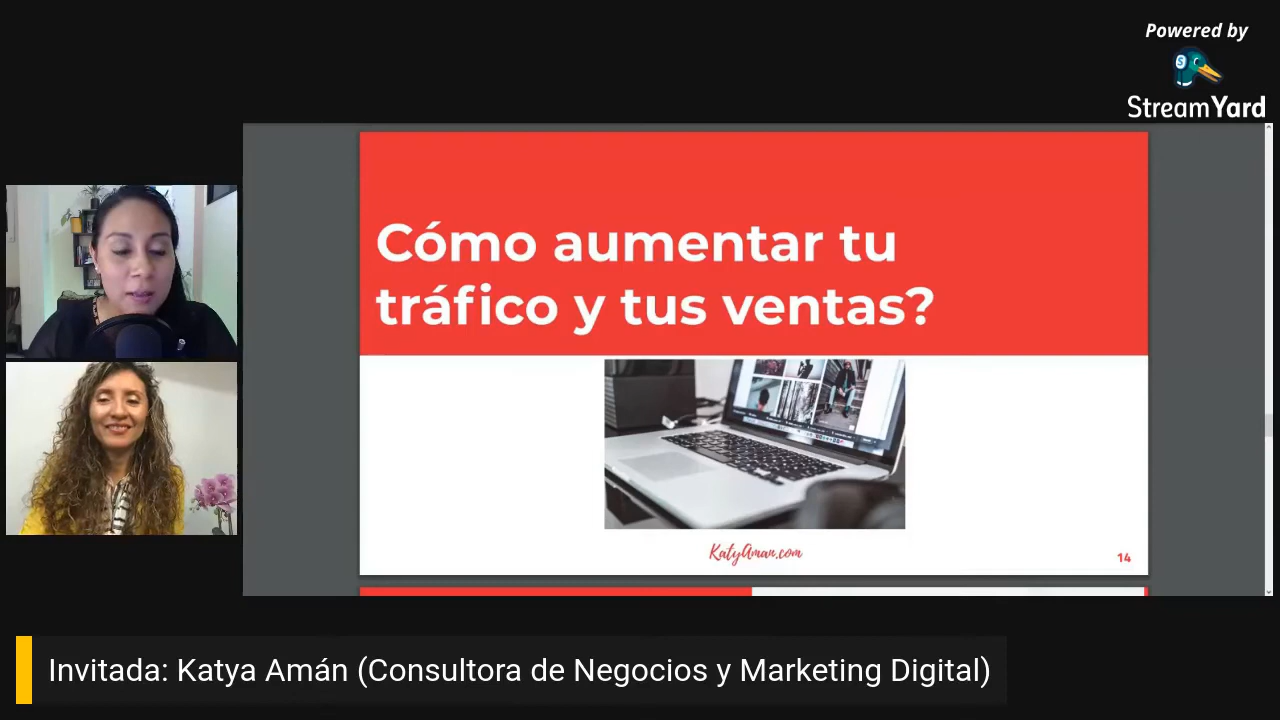 Powered by
StreamYard
Cómo aumentar tu
tráfico y tus ventas?
KatyAman.com
14
Invitada: Katya Amán (Consultora de Negocios y Marketing Digital)